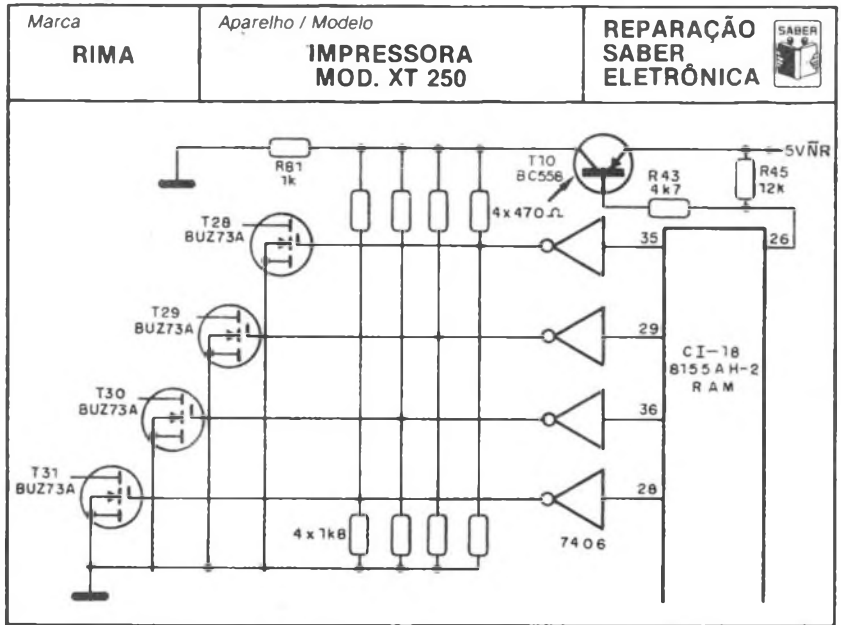 Marca
RIMA
Aparelho / Modelo
IMPRESSORA
MOD. XT 250
REPARAÇÃO
SABER
ELETRÔNICA
SABER
R81
1k
T10
BC558
5VÑR
R43
4k7
R45
12k
4x470Ω
T28
BUZ73A
35
26
T29
BUZ73A
29
CI-18
8155AH-2
RAM
T30
BUZ73A
36
T31
BUZ73A
28
4x1k8
7406